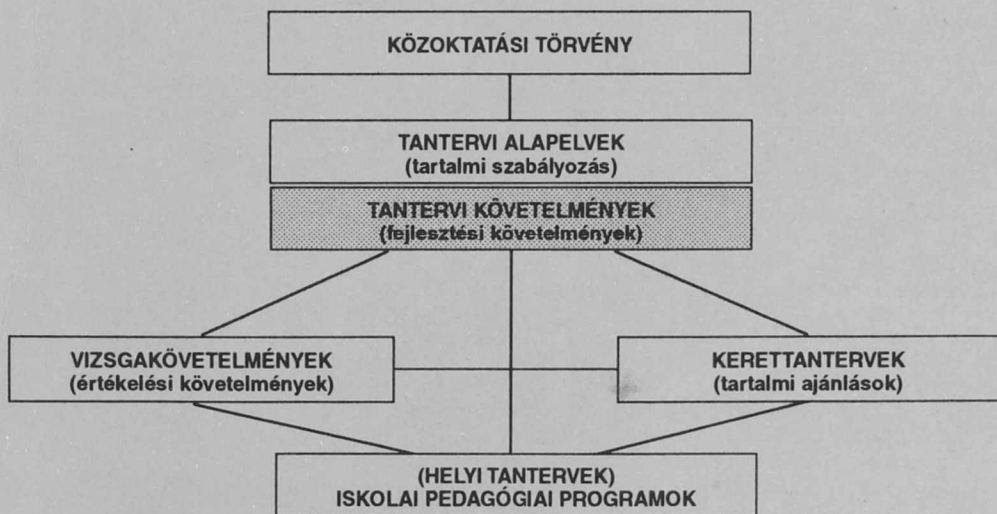 KÖZOKTATÁSI TÖRVÉNY
TANTERVI ALAPELVEK
(tartalmi szabályozás)
TANTERVI KÖVETELMÉNYEK
(fejlesztési követelmények)
VIZSGAKÖVETELMÉNYEK
(értékelési követelmények)
KERETTANTERVEK
(tartalmi ajánlások)
(HELYI TANTERVEK)
ISKOLAI PEDAGÓGIAI PROGRAMOK